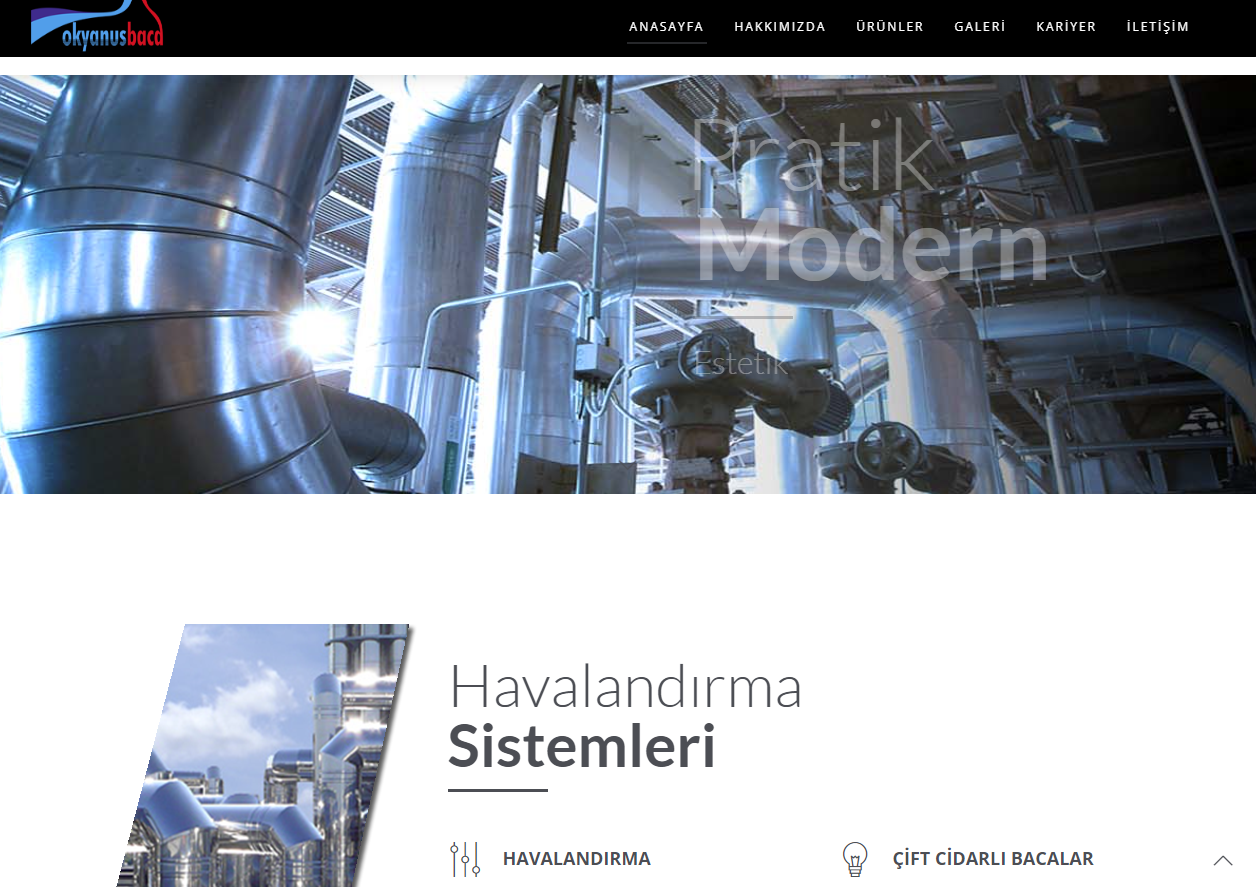 okyanusbaca
ANASAYFA HAKKIMIZDA ÜRÜNLER GALERİ KARİYER İLETİŞİM
Pratik
Modern
Estetik
Havalandırma
Sistemleri
HAVALANDIRMA ÇİFT CİDARLI BACALAR